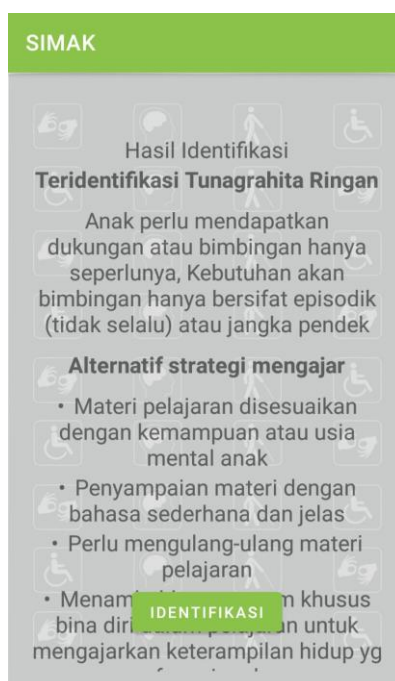 SIMAK
Hasil Identifikasi
Teridentifikasi Tunagrahita Ringan
Anak perlu mendapatkan
dukungan atau bimbingan hanya
seperlunya, Kebutuhan akan
bimbingan hanya bersifat episodik
(tidak selalu) atau jangka pendek
Alternatif strategi mengajar
• Materi pelajaran disesuaikan
dengan kemampuan atau usia
mental anak
• Penyampaian materi dengan
bahasa sederhana dan jelas
• Perlu mengulang-ulang materi
pelajaran
• khusus
IDENTIFIKASI
bina diri pelajaran untuk
mengajarkan keterampilan hidup yg